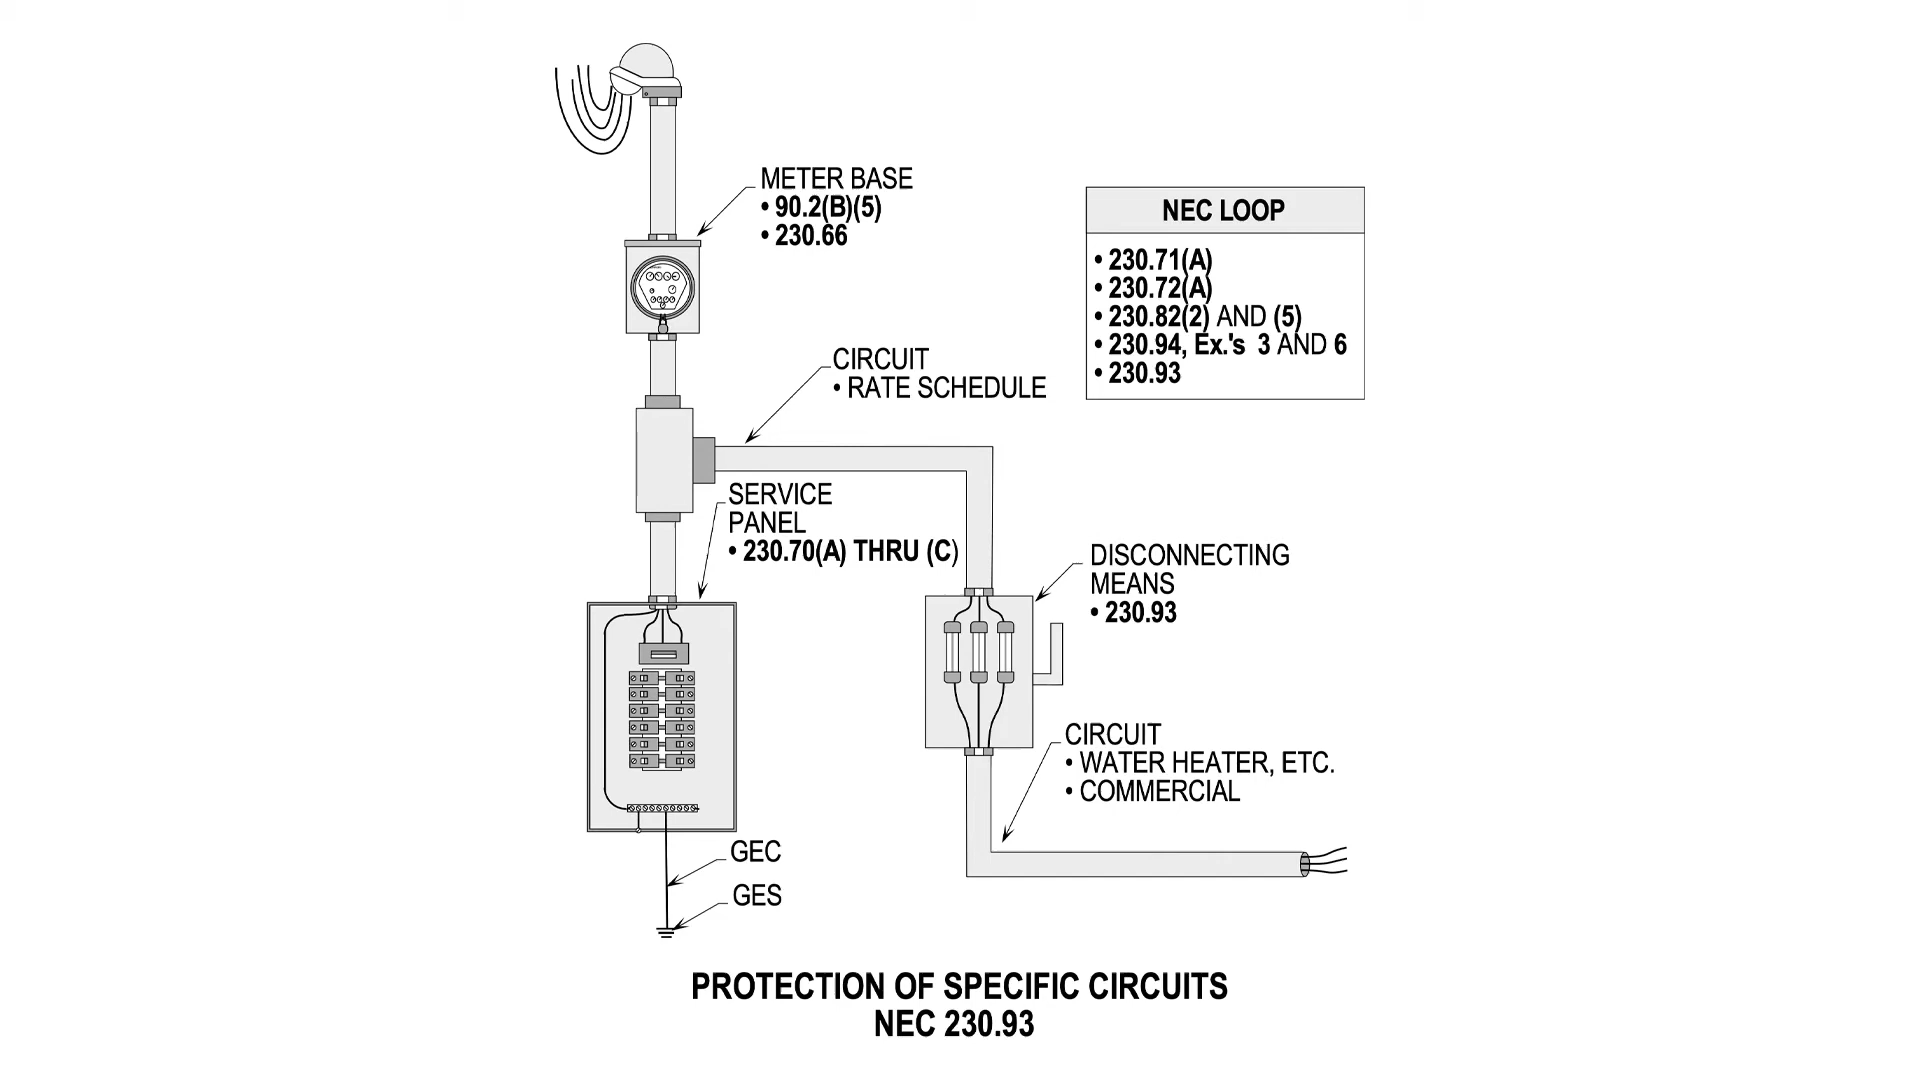 METER BASE
• 90.2(B)(5)
• 230.66
NEC LOOP
• 230.71(A)
• 230.72(A)
• 230.82(2) AND (5)
• 230.94, Ex.'s 3 AND 6
• 230.93
CIRCUIT
• RATE SCHEDULE
SERVICE
PANEL
• 230.70(A) THRU (C)
DISCONNECTING
MEANS
• 230.93
CIRCUIT
• WATER HEATER, ETC.
• COMMERCIAL
GEC
GES
PROTECTION OF SPECIFIC CIRCUITS
NEC 230.93